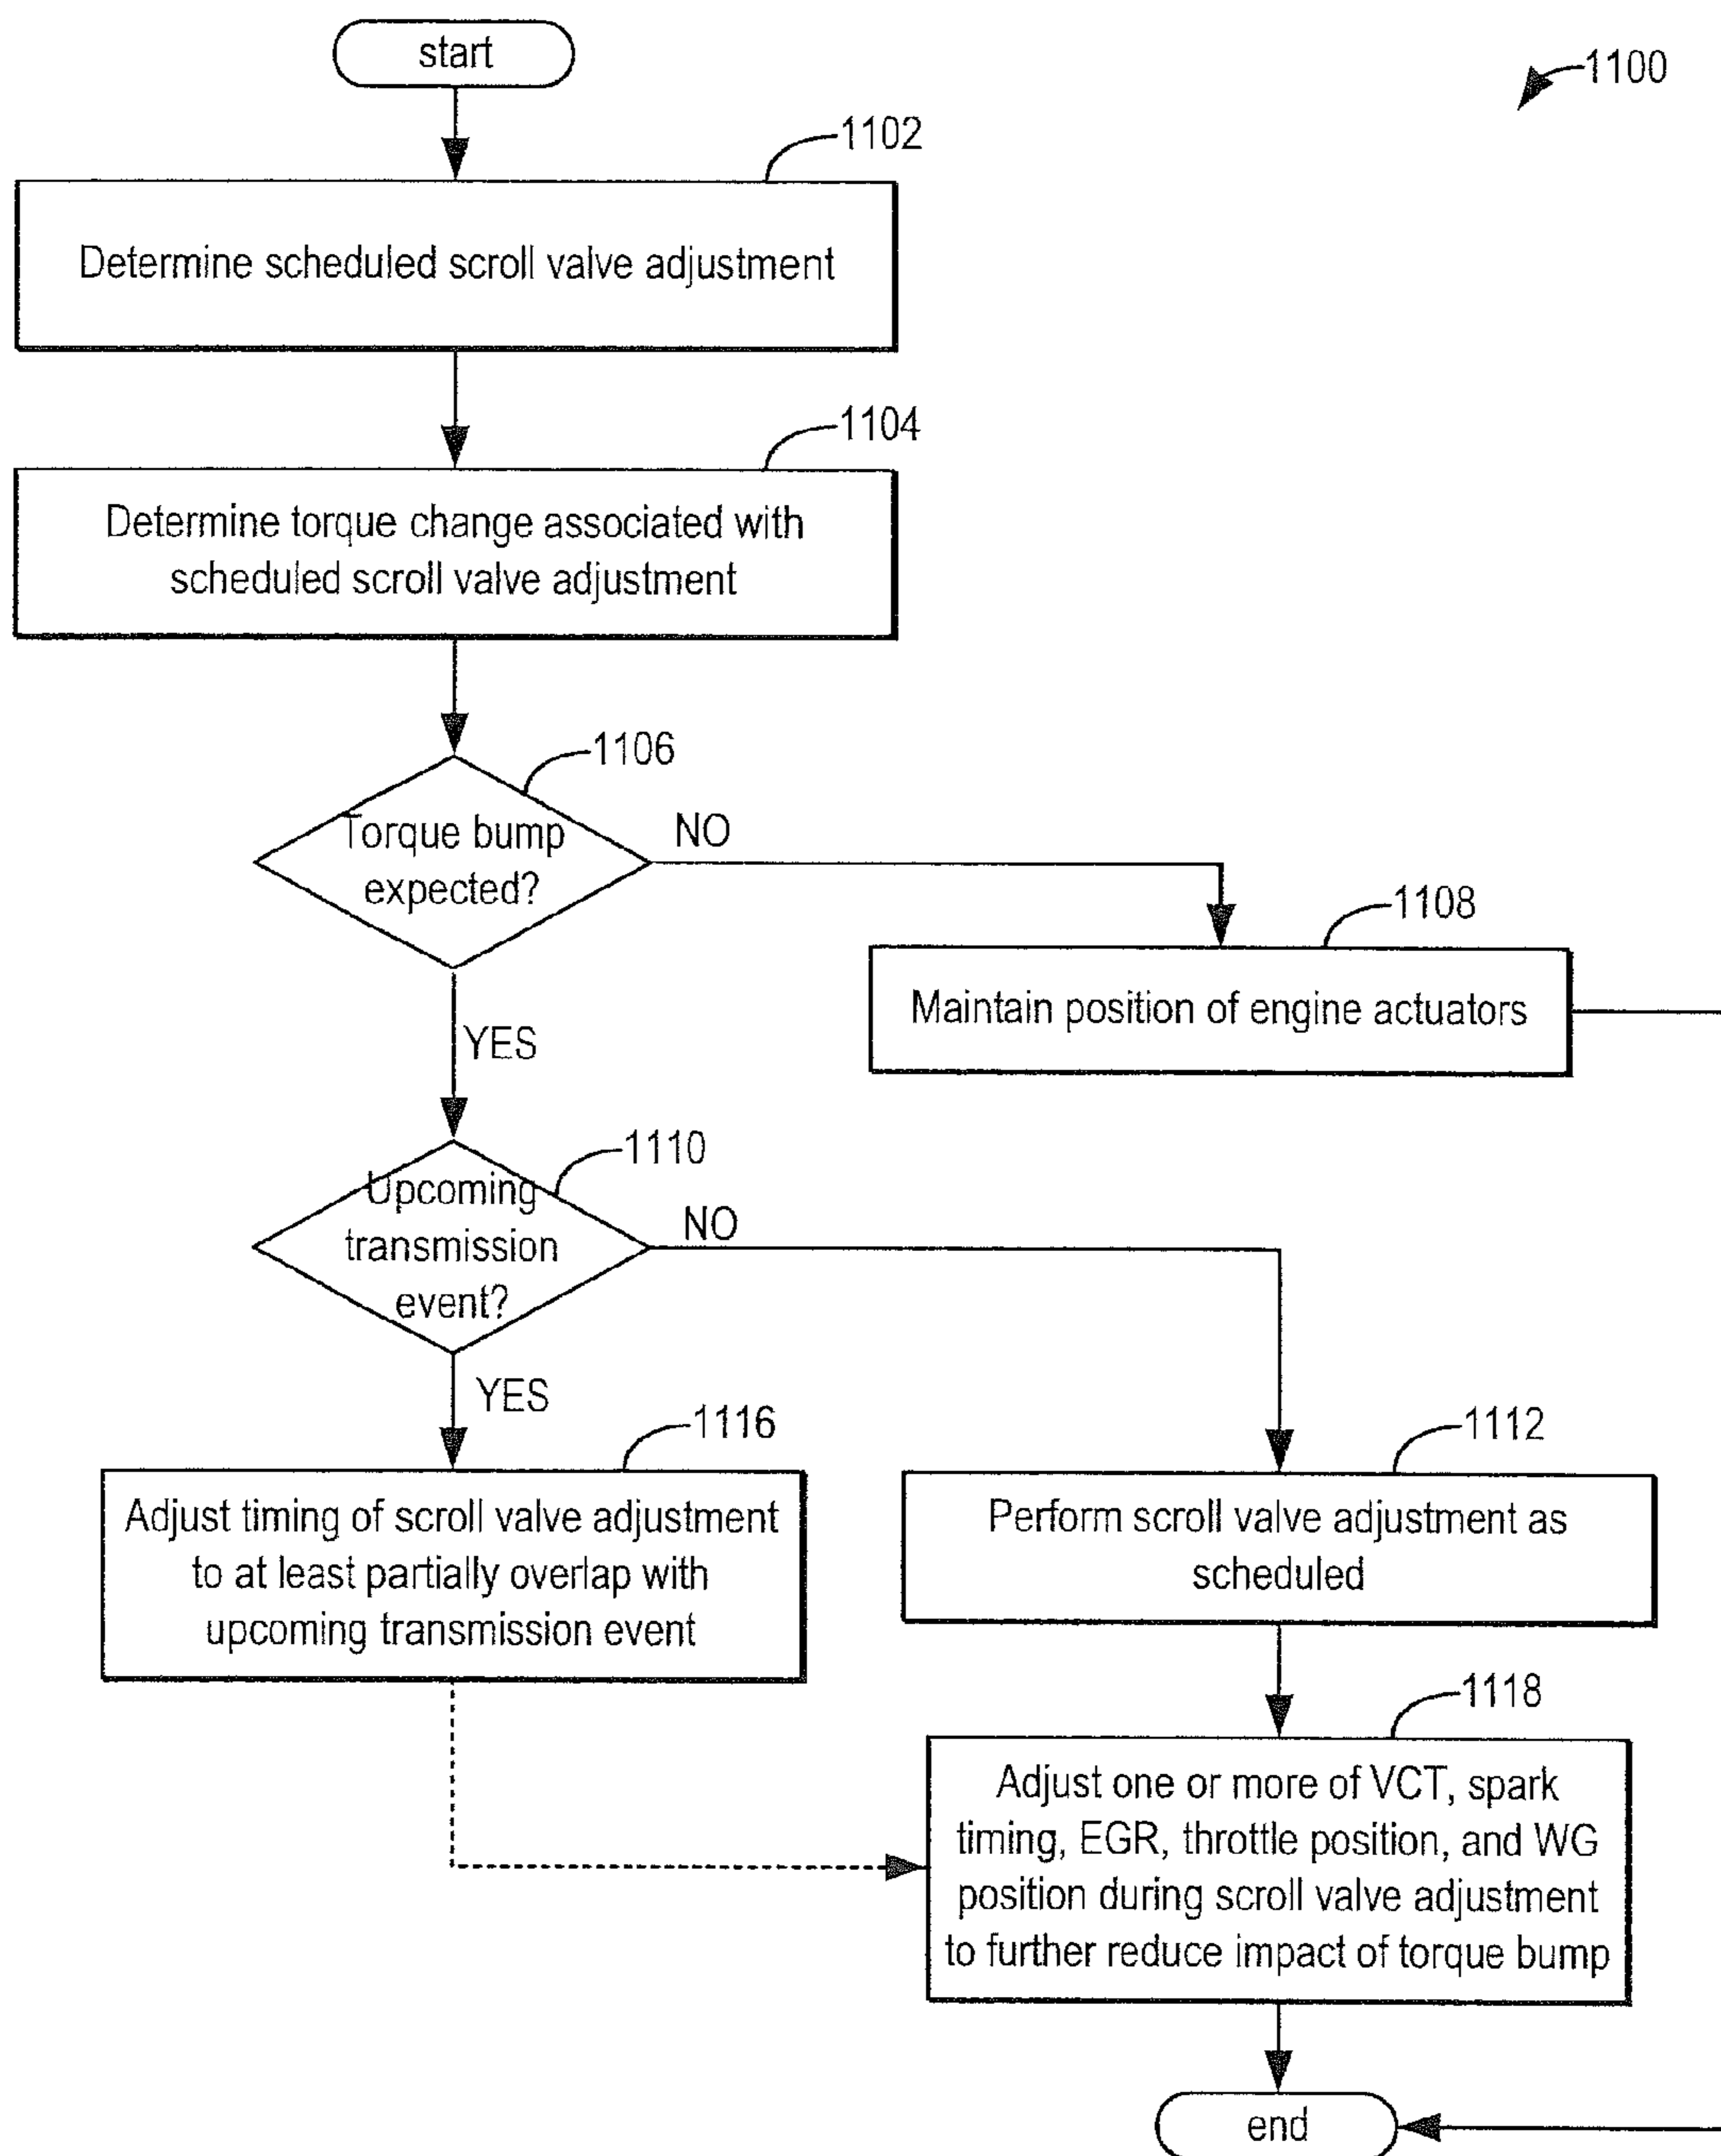 start
1100
1102
Determine scheduled scroll valve adjustment
1104
Determine torque change associated with
scheduled scroll valve adjustment
1106
Torque bump
expected?
NO
1108
Maintain position of engine actuators
YES
1110
Upcoming
transmission
event?
NO
YES
1116
Adjust timing of scroll valve adjustment
to at least partially overlap with
upcoming transmission event
1112
Perform scroll valve adjustment as
scheduled
1118
Adjust one or more of VCT, spark
timing, EGR, throttle position, and WG
position during scroll valve adjustment
to further reduce impact of torque bump
end